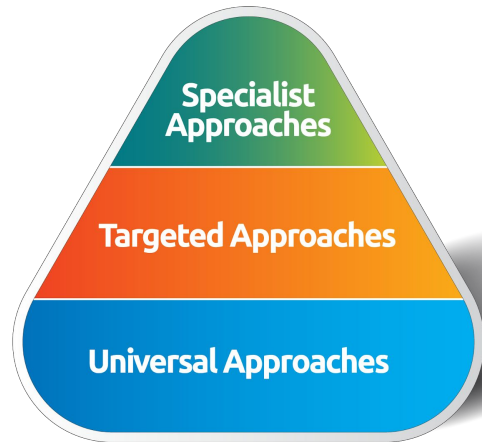 Specialist
Approaches
Targeted Approaches
Universal Approaches